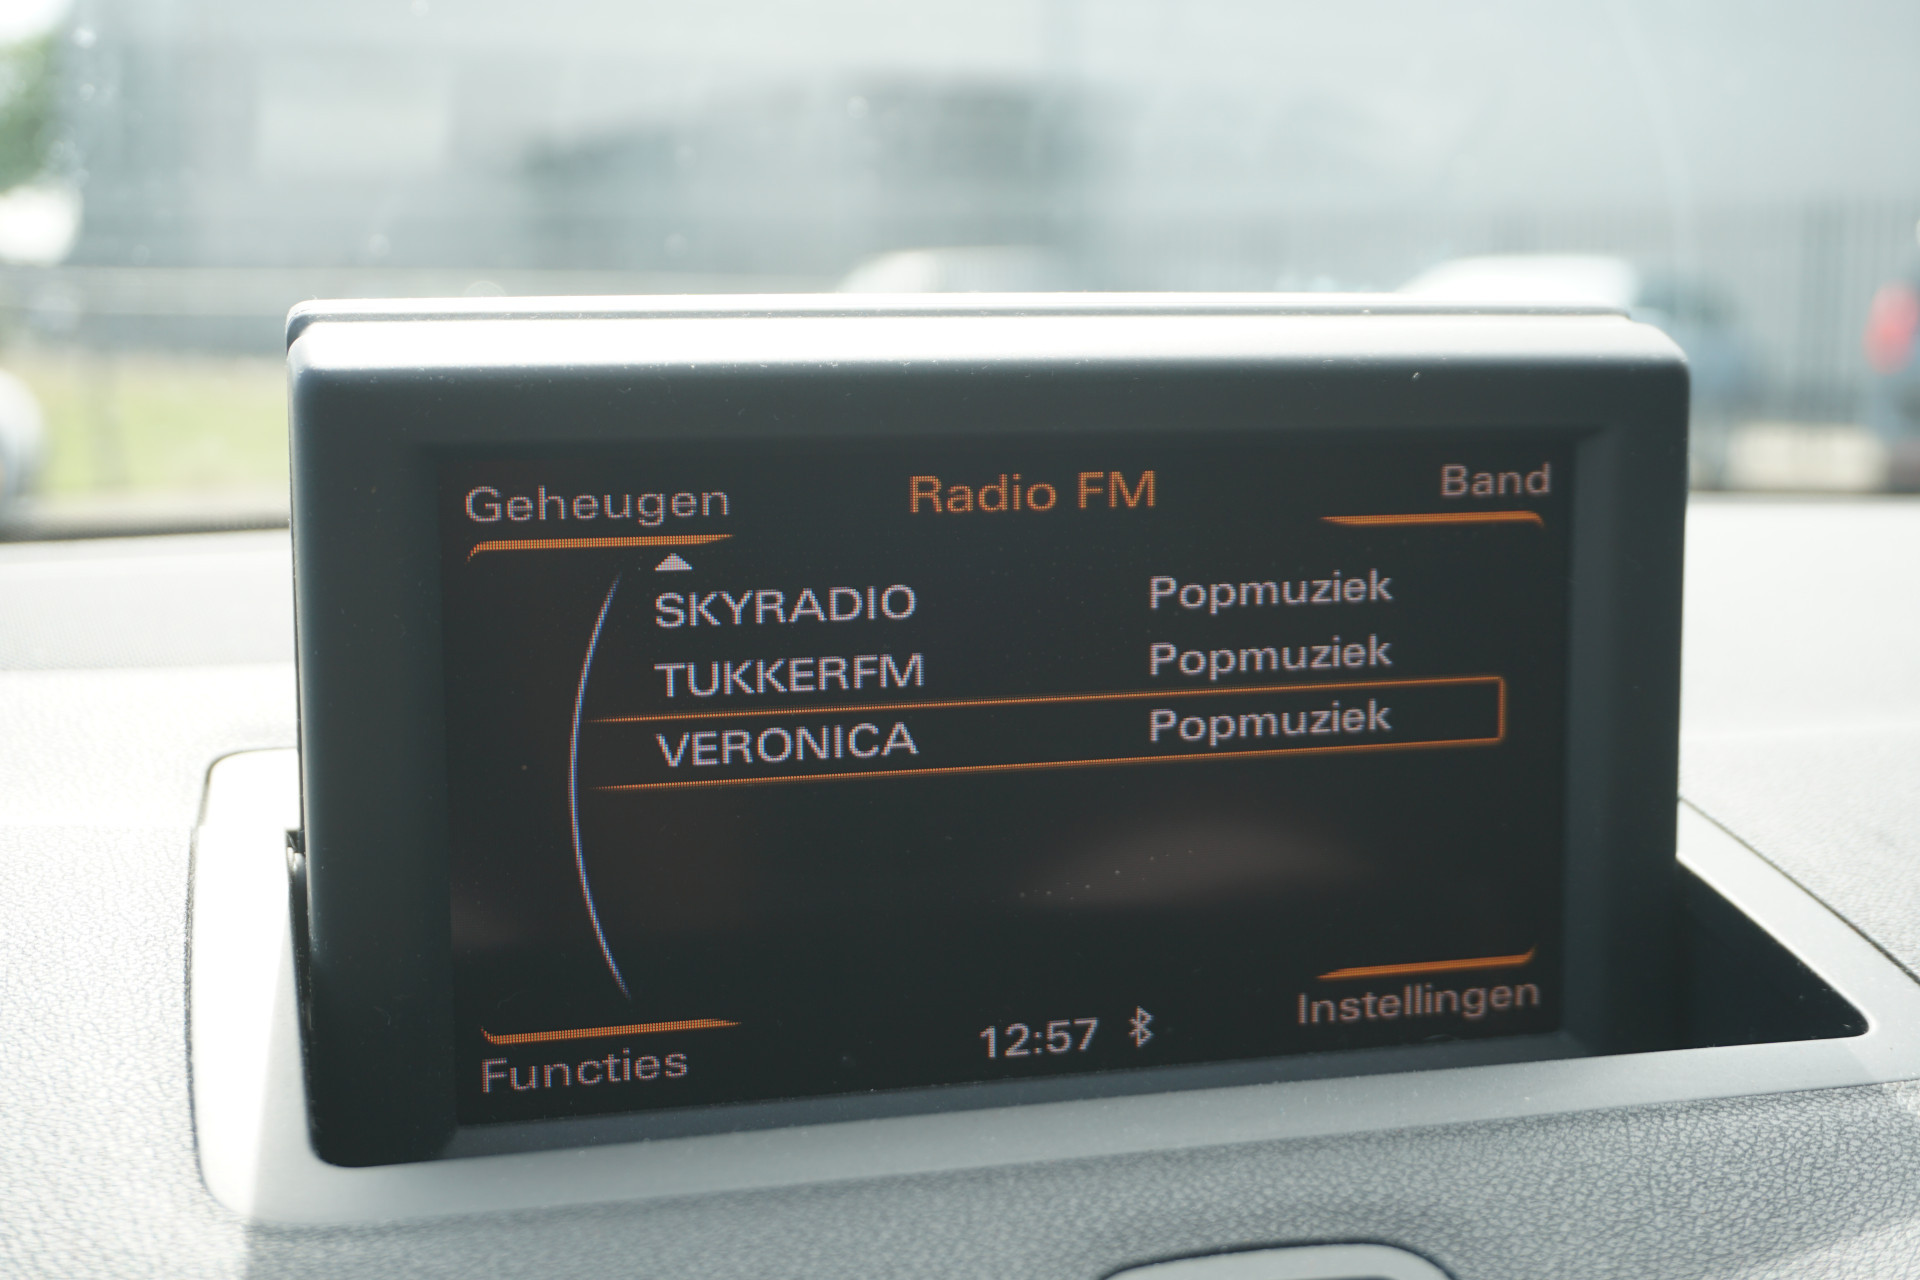 Geheugen Radio FM Band
SKYRADIO Popmuziek
TUKKERFM Popmuziek
VERONICA Popmuziek
Functies 12:57 Instellingen